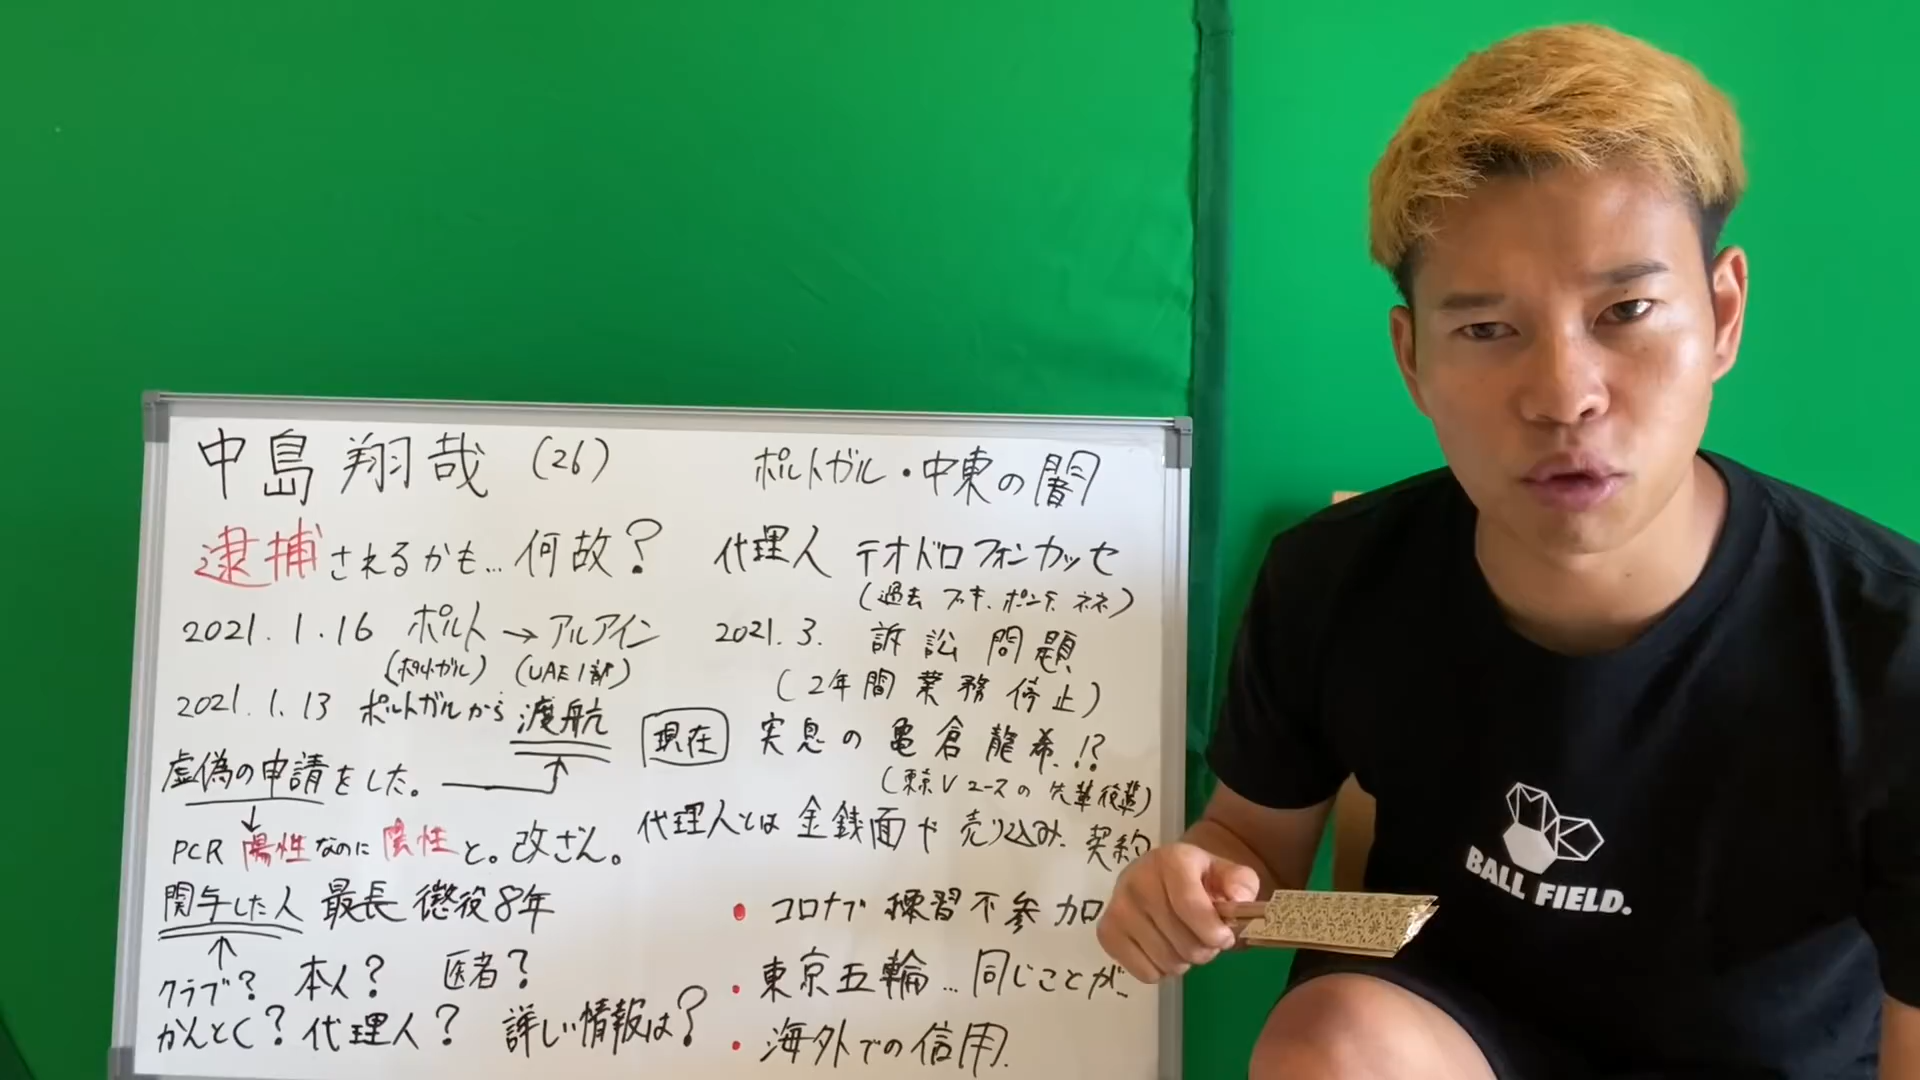 中島翔哉 (26)
逮捕されるかも…何故?
2021.1.16 ポルト→アルアイン
(ポルトガル) (UAE1部)
2021.1.13 ポルトガルから渡航
虚偽の申請をした。
PCR 陽性なのに陰性と。改ざん。
関与した人 最長懲役8年
クラブ? 本人? 医者?
かんとく? 代理人? 詳しい情報は?
ポルトガル・中東の闇
代理人 テオドロフォンカッセ
(過去 フッキ、ポンテ、ネネ)
2021.3. 訴訟問題
(2年間業務停止)
現在 実息の亀倉龍希!?
(東京Vユースの先輩後輩)
代理人とは金銭面や売り込み、契約
・コロナで練習不参加
・東京五輪…同じことが…
・海外での信用
BALL FIELD.